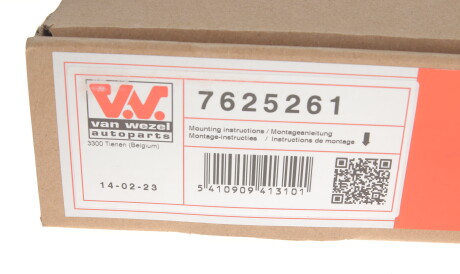 V.V.
van wezel
autoparts
3300 Tienen (Belgium)
14-02-23
7625261
Mounting instructions / Montageanleitung
Montage-instructies / Instructions de montage
5 410909 413101